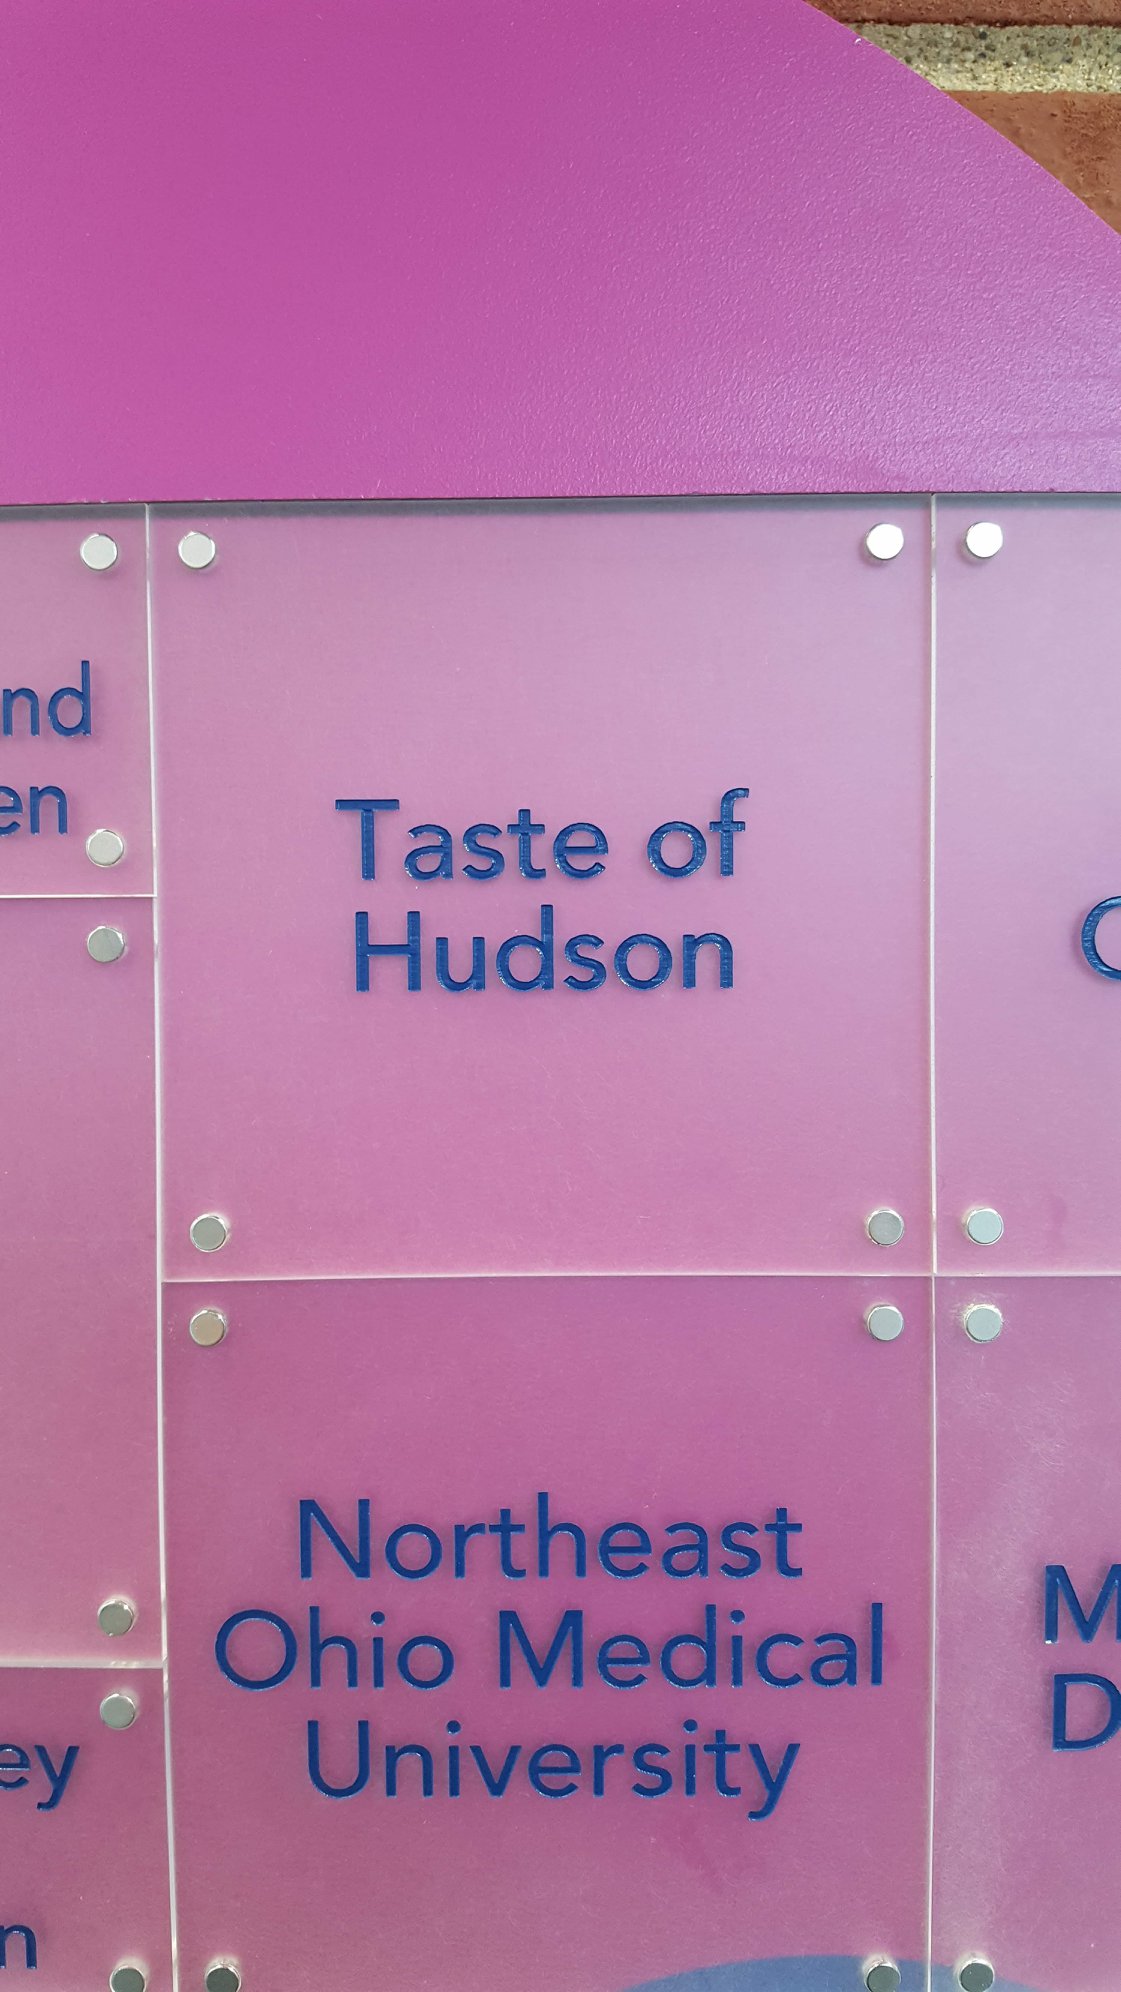 Taste of
Hudson
Northeast
Ohio Medical
University